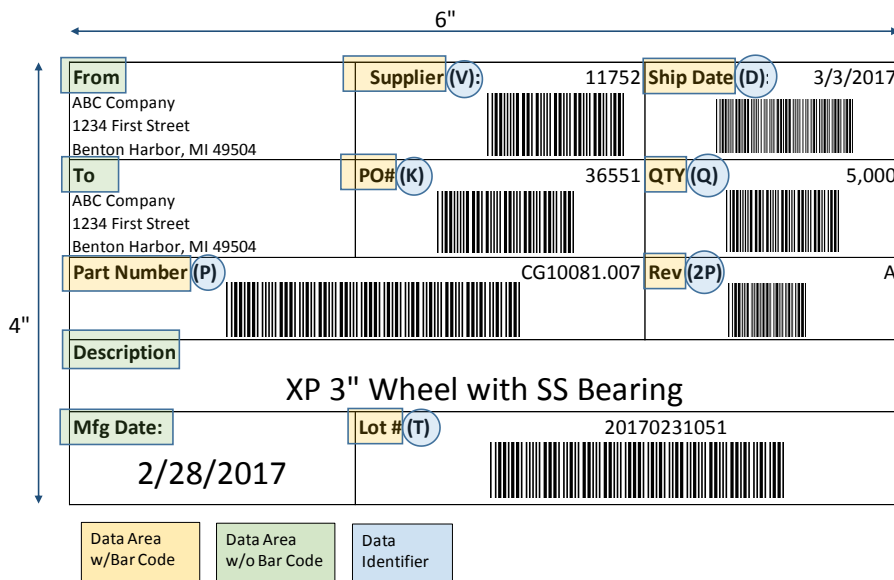 6"
From
Supplier (V): 11752
Ship Date (D): 3/3/2017
ABC Company
1234 First Street
Benton Harbor, MI 49504
To
PO# (K) 36551
QTY (Q) 5,000
ABC Company
1234 First Street
Benton Harbor, MI 49504
Part Number (P) CG10081.007
Rev (2P) A
4"
Description
XP 3" Wheel with SS Bearing
Mfg Date:
Lot # (T) 20170231051
2/28/2017
Data Area
w/Bar Code
Data Area
w/o Bar Code
Data
Identifier